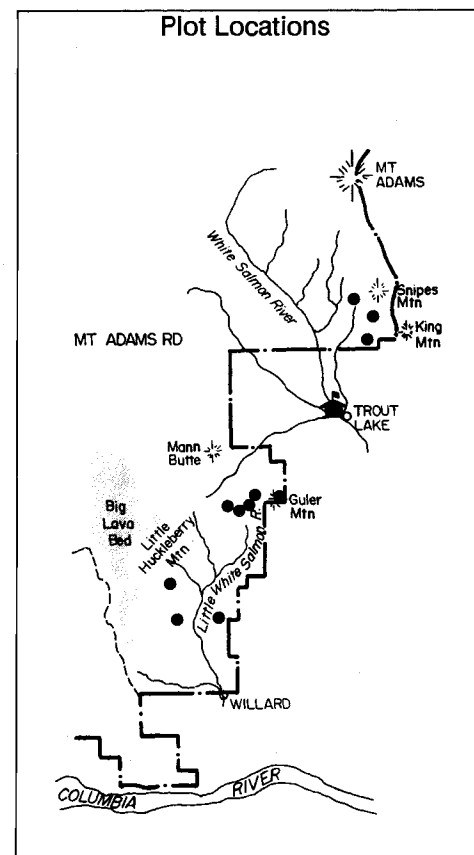 Plot Locations
MT
ADAMS
White Salmon River
Snipes
Mtn
King
Mtn
MT ADAMS RD
TROUT
LAKE
Mann
Butte
Big
Lava
Bed
Little
Huckleberry
Mtn
Guler
Mtn
Little White Salmon R.
WILLARD
COLUMBIA RIVER